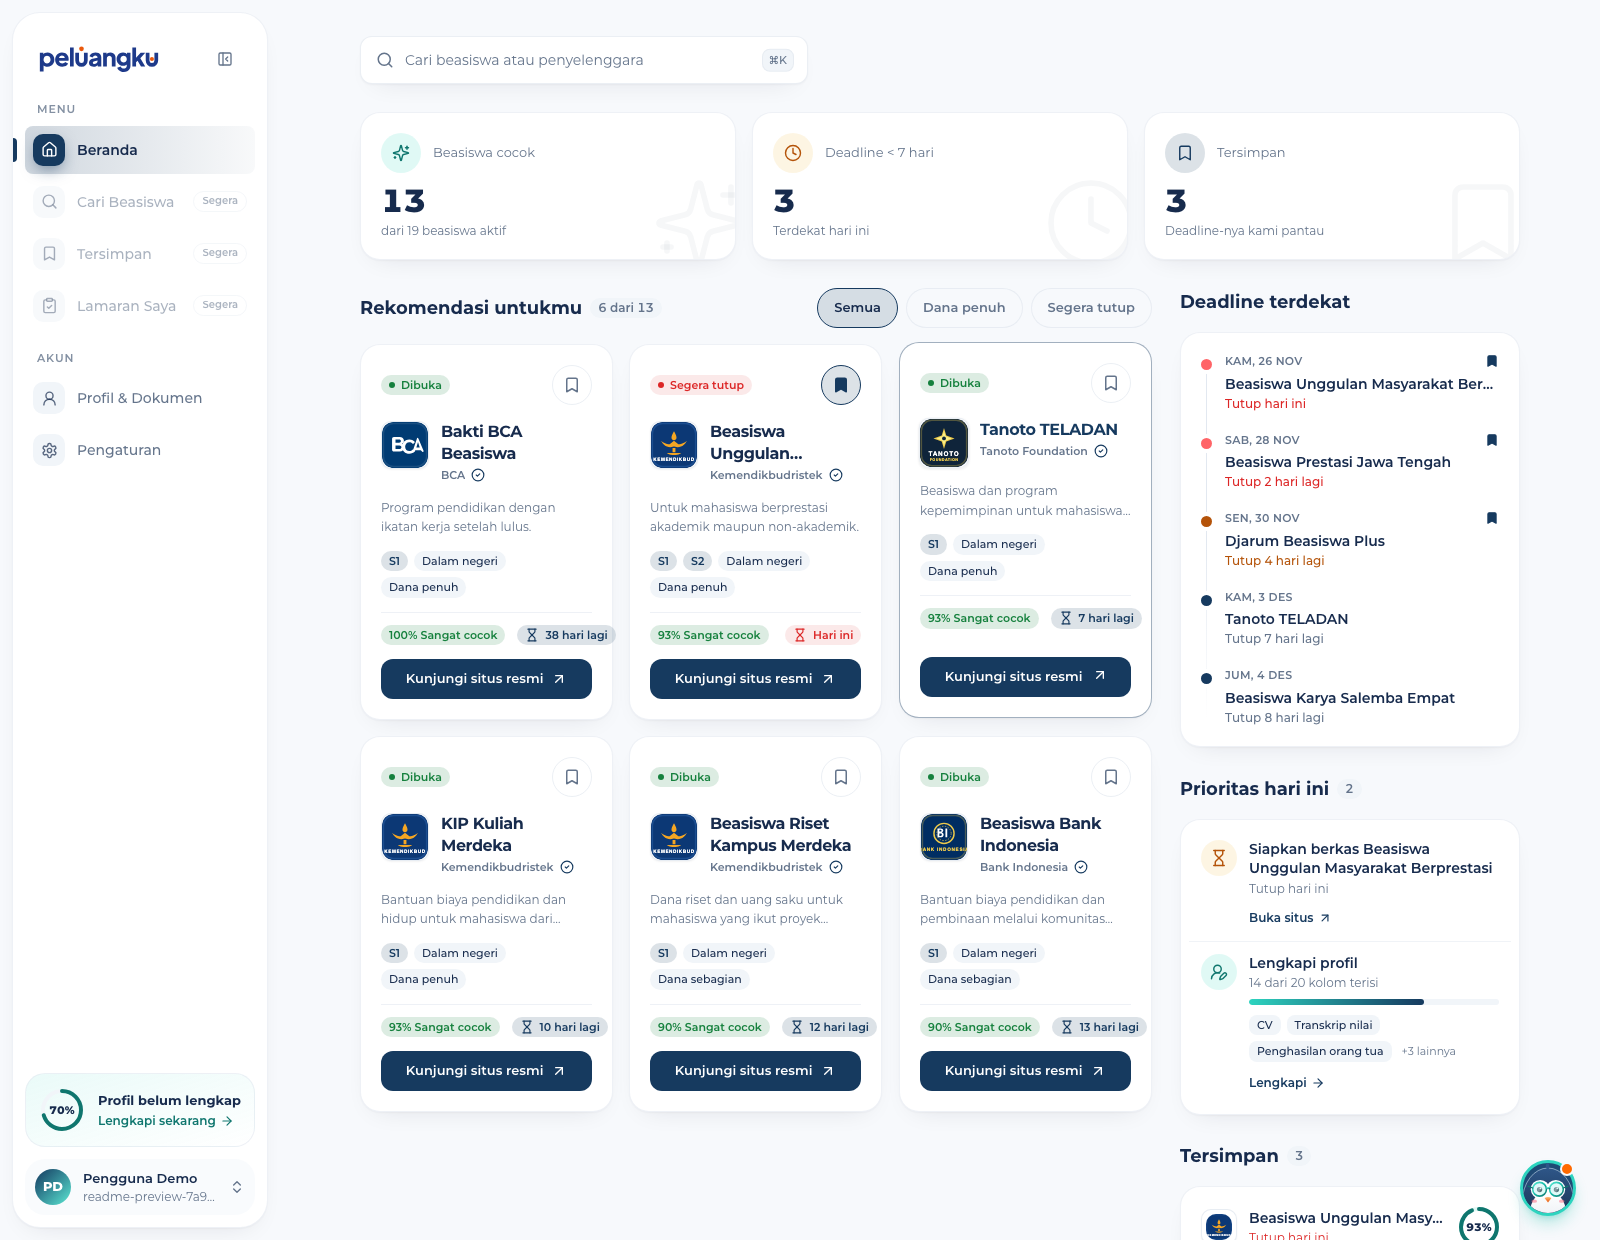 peluangku
MENU
Beranda
Cari Beasiswa
Segera
Tersimpan
Segera
Lamaran Saya
Segera
AKUN
Profil & Dokumen
Pengaturan
70%
Profil belum lengkap
Lengkapi sekarang
PD
Pengguna Demo
readme-preview-7a9...
Cari beasiswa atau penyelenggara
⌘K
Beasiswa cocok
13
dari 19 beasiswa aktif
Deadline < 7 hari
3
Terdekat hari ini
Tersimpan
3
Deadline-nya kami pantau
Rekomendasi untukmu
6 dari 13
Semua
Dana penuh
Segera tutup
Dibuka
BCA
Bakti BCA
Beasiswa
BCA
Program pendidikan dengan
ikatan kerja setelah lulus.
S1
Dalam negeri
Dana penuh
100% Sangat cocok
38 hari lagi
Kunjungi situs resmi
Segera tutup
KEMENDIKBUD
Beasiswa
Unggulan...
Kemendikbudristek
Untuk mahasiswa berprestasi
akademik maupun non-akademik.
S1
S2
Dalam negeri
Dana penuh
93% Sangat cocok
Hari ini
Kunjungi situs resmi
Dibuka
TANOTO
FOUNDATION
Tanoto TELADAN
Tanoto Foundation
Beasiswa dan program
kepemimpinan untuk mahasiswa...
S1
Dalam negeri
Dana penuh
93% Sangat cocok
7 hari lagi
Kunjungi situs resmi
Dibuka
KEMENDIKBUD
KIP Kuliah
Merdeka
Kemendikbudristek
Bantuan biaya pendidikan dan
hidup untuk mahasiswa dari...
S1
Dalam negeri
Dana penuh
93% Sangat cocok
10 hari lagi
Kunjungi situs resmi
Dibuka
KEMENDIKBUD
Beasiswa Riset
Kampus Merdeka
Kemendikbudristek
Dana riset dan uang saku untuk
mahasiswa yang ikut proyek...
S1
Dalam negeri
Dana sebagian
90% Sangat cocok
12 hari lagi
Kunjungi situs resmi
Dibuka
BI
BANK INDONESIA
Beasiswa Bank
Indonesia
Bank Indonesia
Bantuan biaya pendidikan dan
pembinaan melalui komunitas...
S1
Dalam negeri
Dana sebagian
90% Sangat cocok
13 hari lagi
Kunjungi situs resmi
Deadline terdekat
KAM, 26 NOV
Beasiswa Unggulan Masyarakat Ber...
Tutup hari ini
SAB, 28 NOV
Beasiswa Prestasi Jawa Tengah
Tutup 2 hari lagi
SEN, 30 NOV
Djarum Beasiswa Plus
Tutup 4 hari lagi
KAM, 3 DES
Tanoto TELADAN
Tutup 7 hari lagi
JUM, 4 DES
Beasiswa Karya Salemba Empat
Tutup 8 hari lagi
Prioritas hari ini
2
Siapkan berkas Beasiswa
Unggulan Masyarakat Berprestasi
Tutup hari ini
Buka situs
Lengkapi profil
14 dari 20 kolom terisi
CV
Transkrip nilai
Penghasilan orang tua
+3 lainnya
Lengkapi
Tersimpan
3
Beasiswa Unggulan Masy...
Tutup hari ini
93%